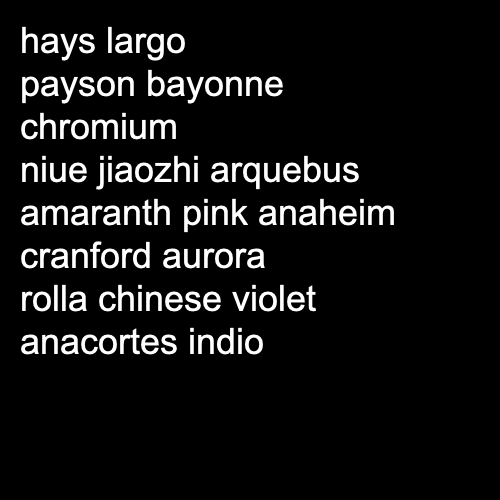 hays largo
payson bayonne
chromium
niue jiaozhi arquebus
amaranth pink anaheim
cranford aurora
rolla chinese violet
anacortes indio